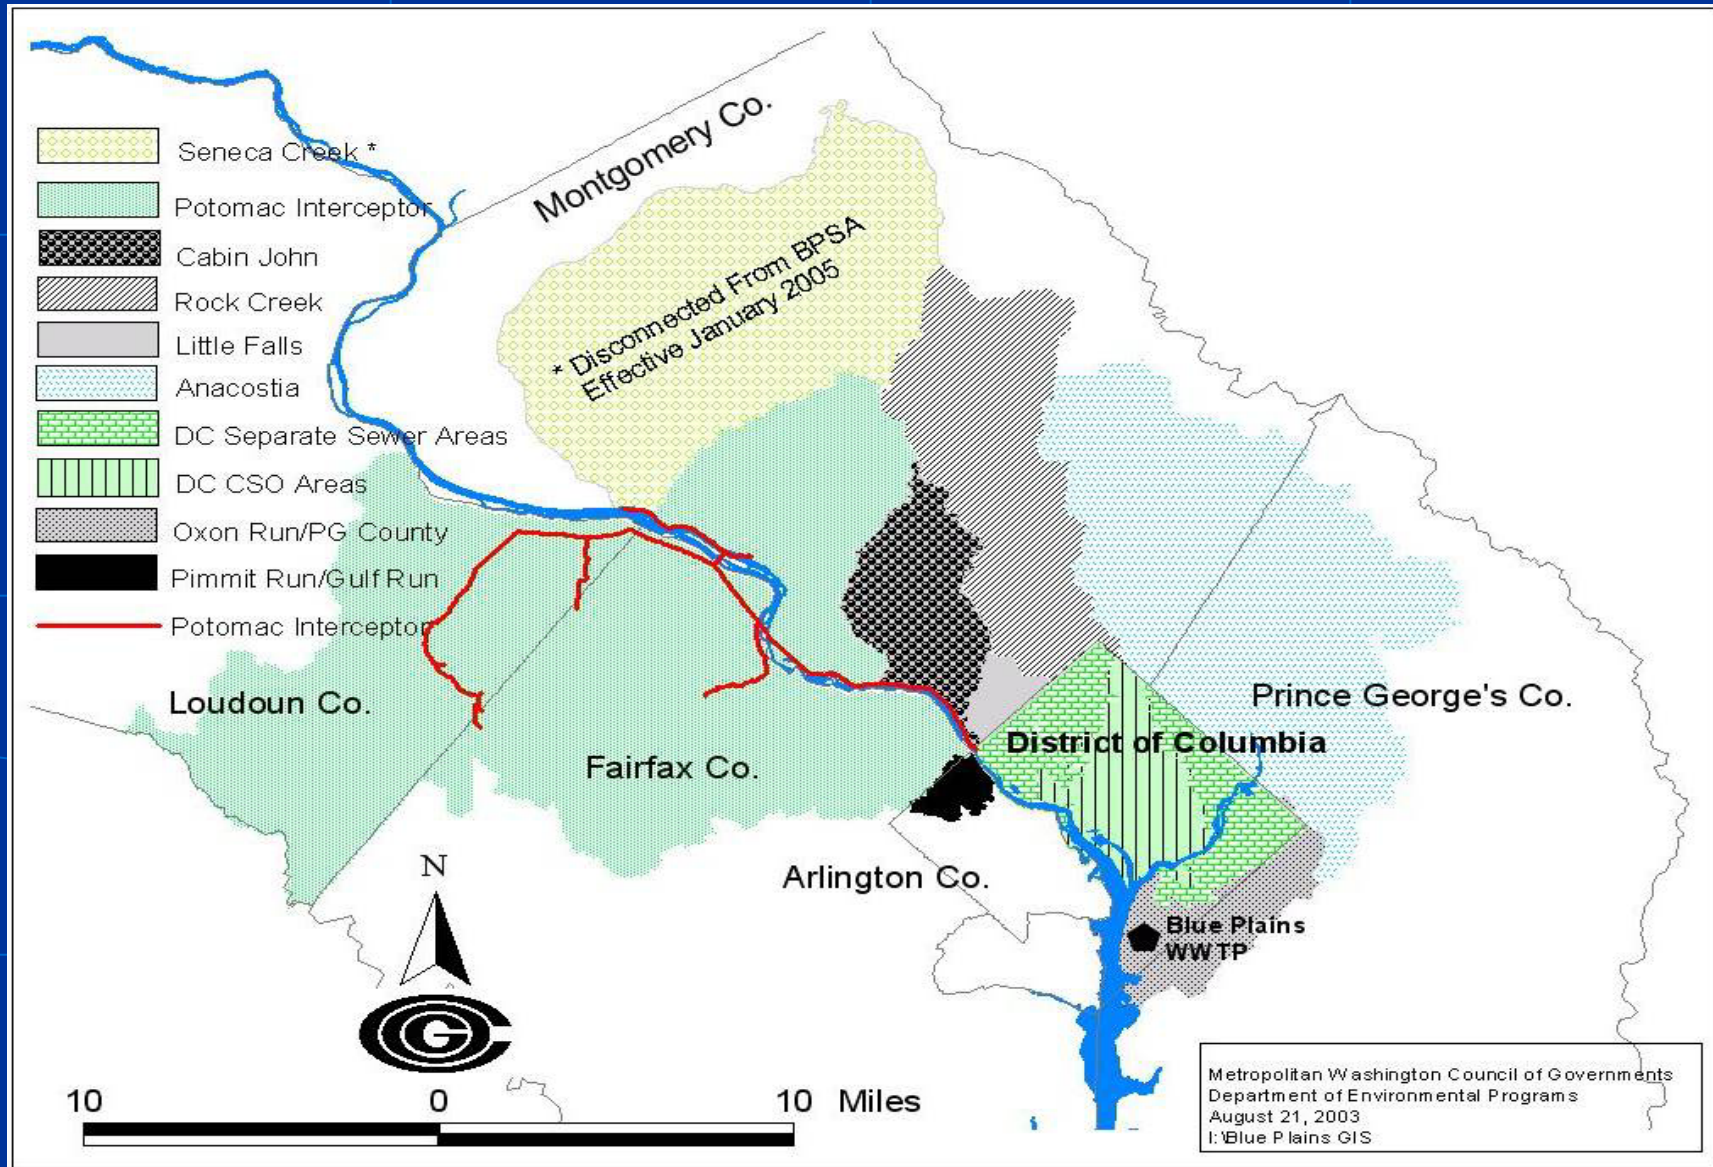 Montgomery Co.
Seneca Creek *
Potomac Interceptor
Cabin John
Rock Creek
Little Falls
Anacostia
DC Separate Sewer Areas
DC CSO Areas
Oxon Run/PG County
Pimmit Run/Gulf Run
Potomac Interceptor
* Disconnected From BPSA
Effective January 2005
Loudoun Co.
Fairfax Co.
Prince George's Co.
District of Columbia
Arlington Co.
Blue Plains
WWTP
N
COG
10 0 10 Miles
Metropolitan Washington Council of Governments
Department of Environmental Programs
August 21, 2003
I:\Blue Plains GIS